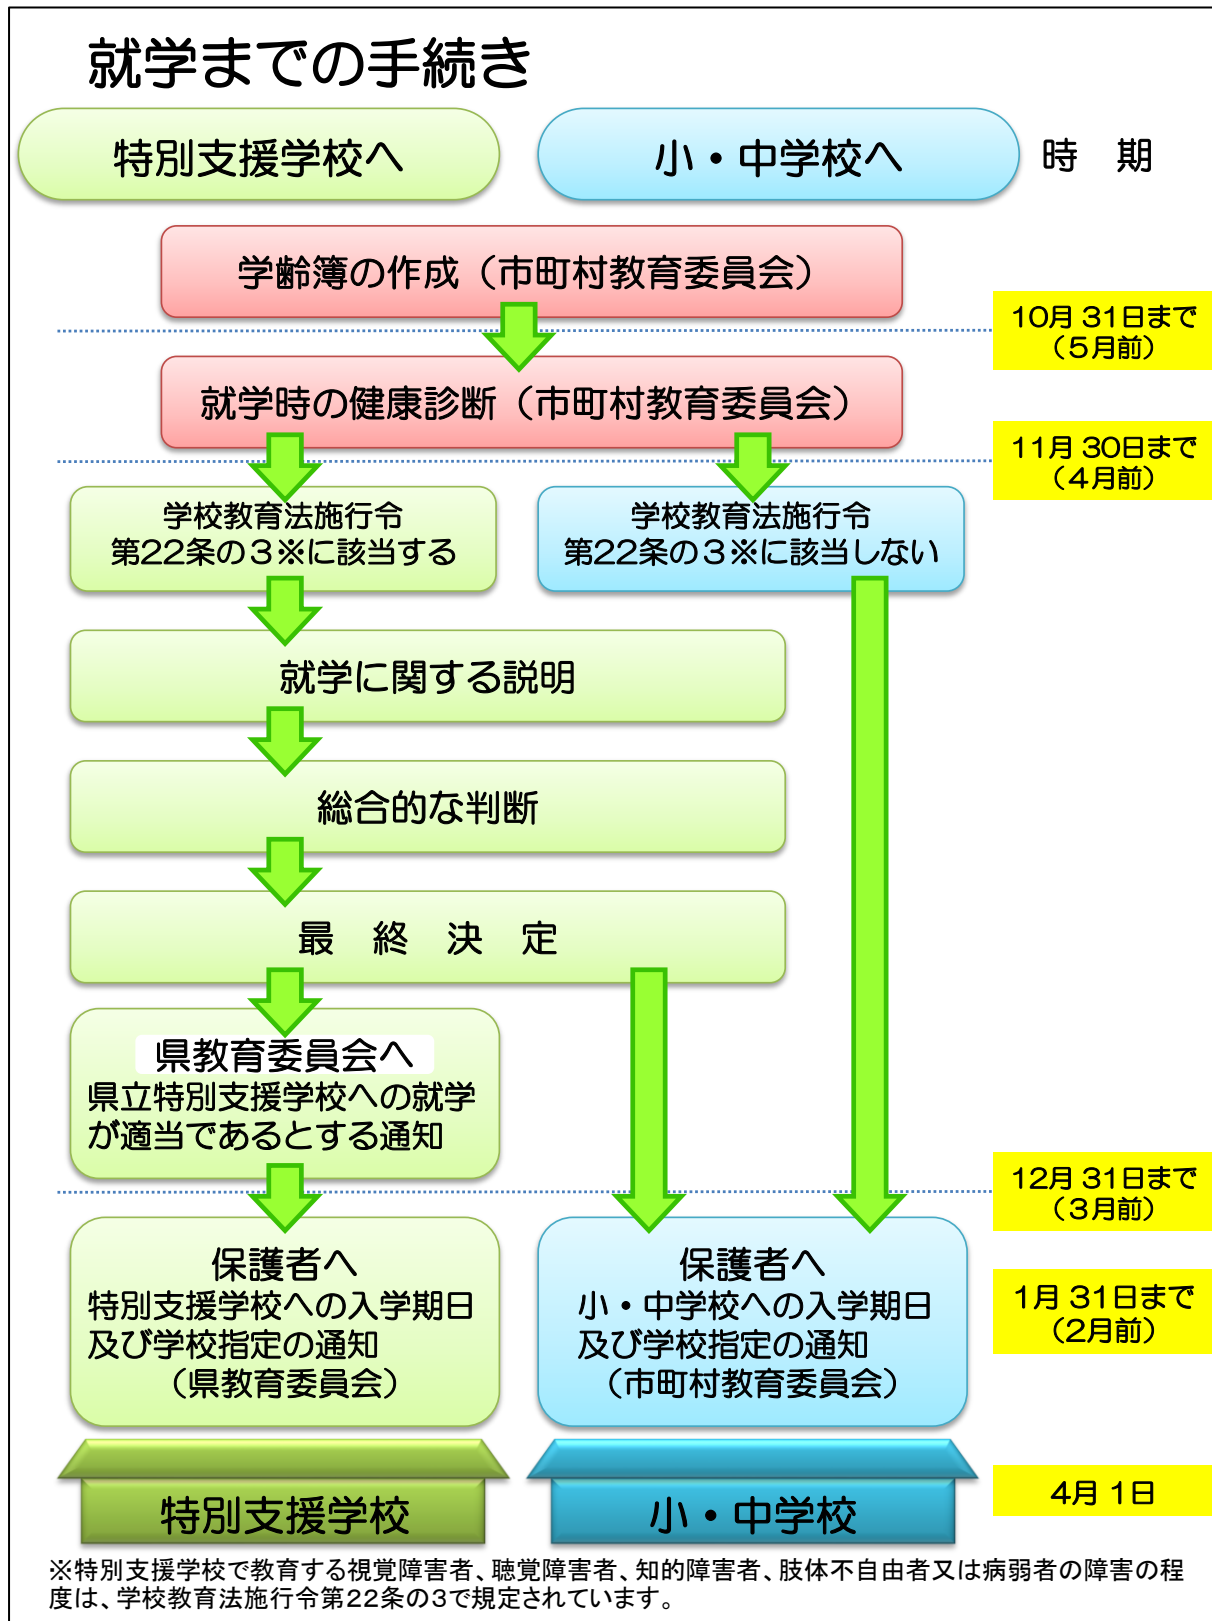 就学までの手続き
特別支援学校へ
小・中学校へ
時　期
学齢簿の作成（市町村教育委員会）
10月 31日まで
（５月前）
就学時の健康診断（市町村教育委員会）
11月 30日まで
（４月前）
学校教育法施行令
第22条の３※に該当する
学校教育法施行令
第22条の３※に該当しない
就学に関する説明
総合的な判断
最　終　決　定
県教育委員会へ
県立特別支援学校への就学
が適当であるとする通知
12月 31日まで
（３月前）
保護者へ
特別支援学校への入学期日
及び学校指定の通知
（県教育委員会）
保護者へ
小・中学校への入学期日
及び学校指定の通知
（市町村教育委員会）
1月 31日まで
（2月前）
特別支援学校
小・中学校
4月 1日
※特別支援学校で教育する視覚障害者、聴覚障害者、知的障害者、肢体不自由者又は病弱者の障害の程
度は、学校教育法施行令第22条の3で規定されています。